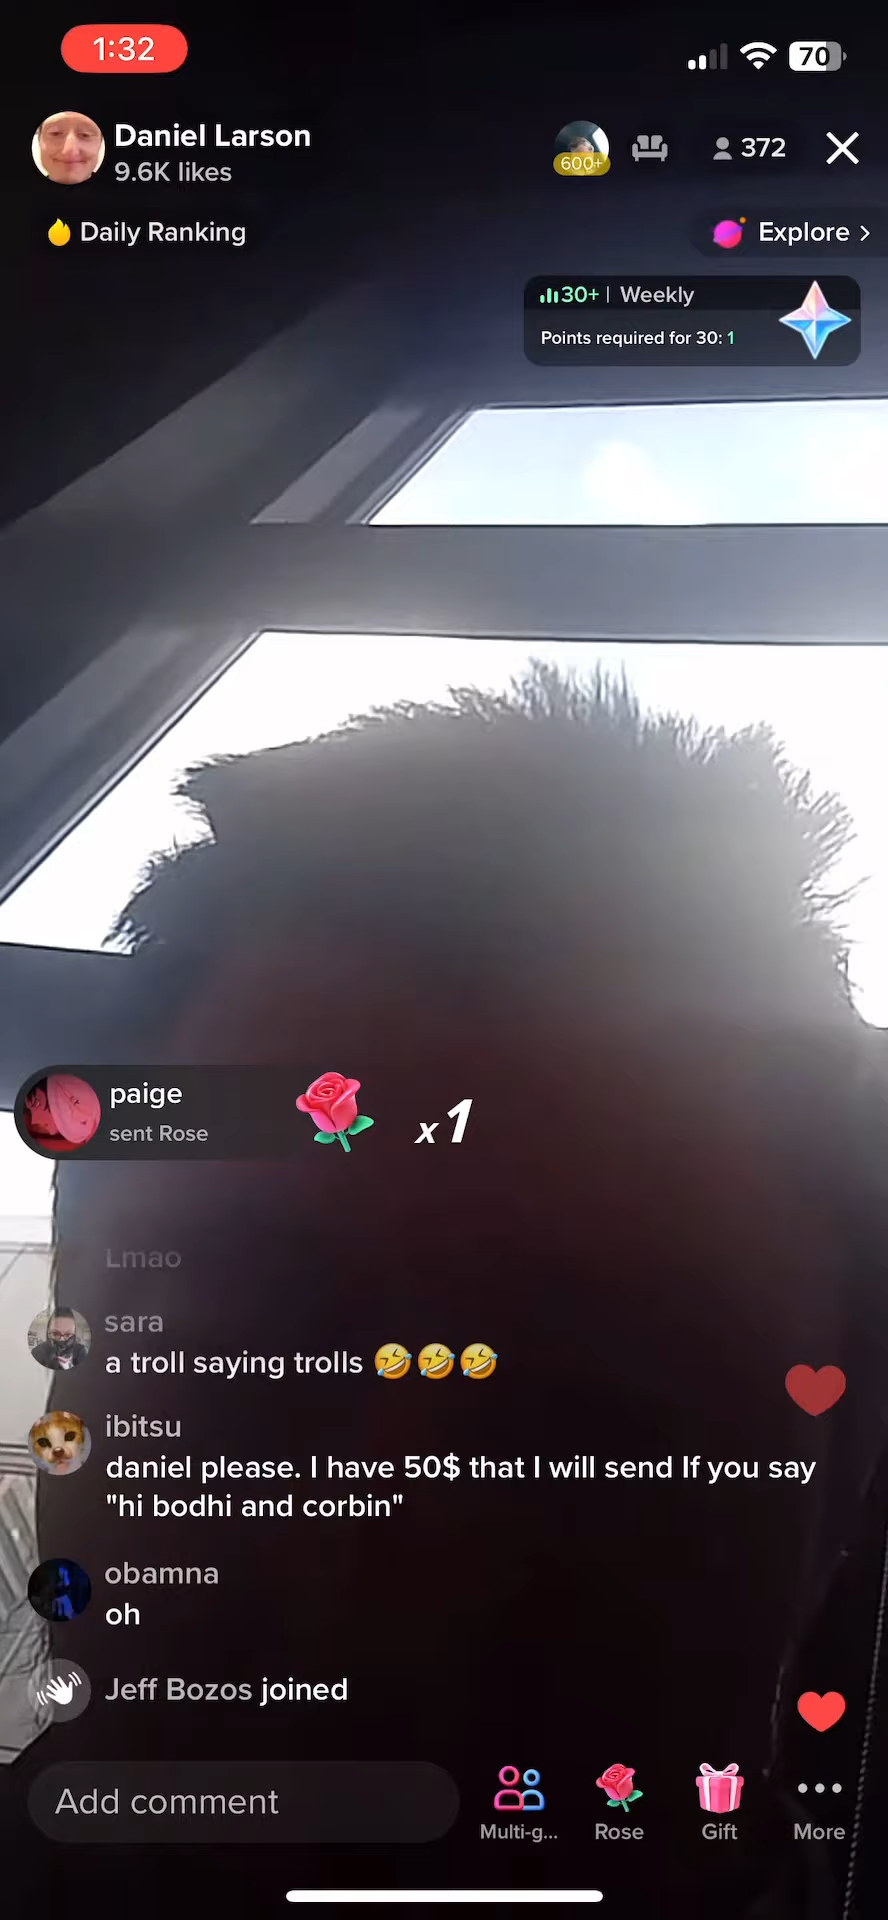 1:32
70
Daniel Larson
9.6K likes
600+
372
Daily Ranking
Explore >
30+ | Weekly
Points required for 30: 1
paige
sent Rose
x1
Lmao
sara
a troll saying trolls 🤣🤣🤣
ibitsu
daniel please. I have 50$ that I will send If you say
"hi bodhi and corbin"
obamna
oh
Jeff Bozos joined
Add comment
Multi-g...
Rose
Gift
More